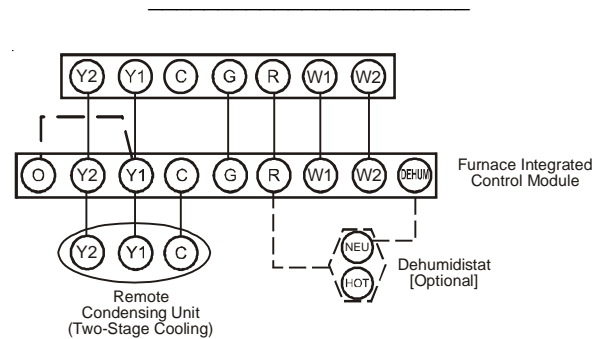 Y2 Y1 C G R W1 W2
O Y2 Y1 C G R W1 W2 DEHUM
Furnace Integrated
Control Module
Y2 Y1 C
NEU
HOT
Dehumidistat
[Optional]
Remote
Condensing Unit
(Two-Stage Cooling)